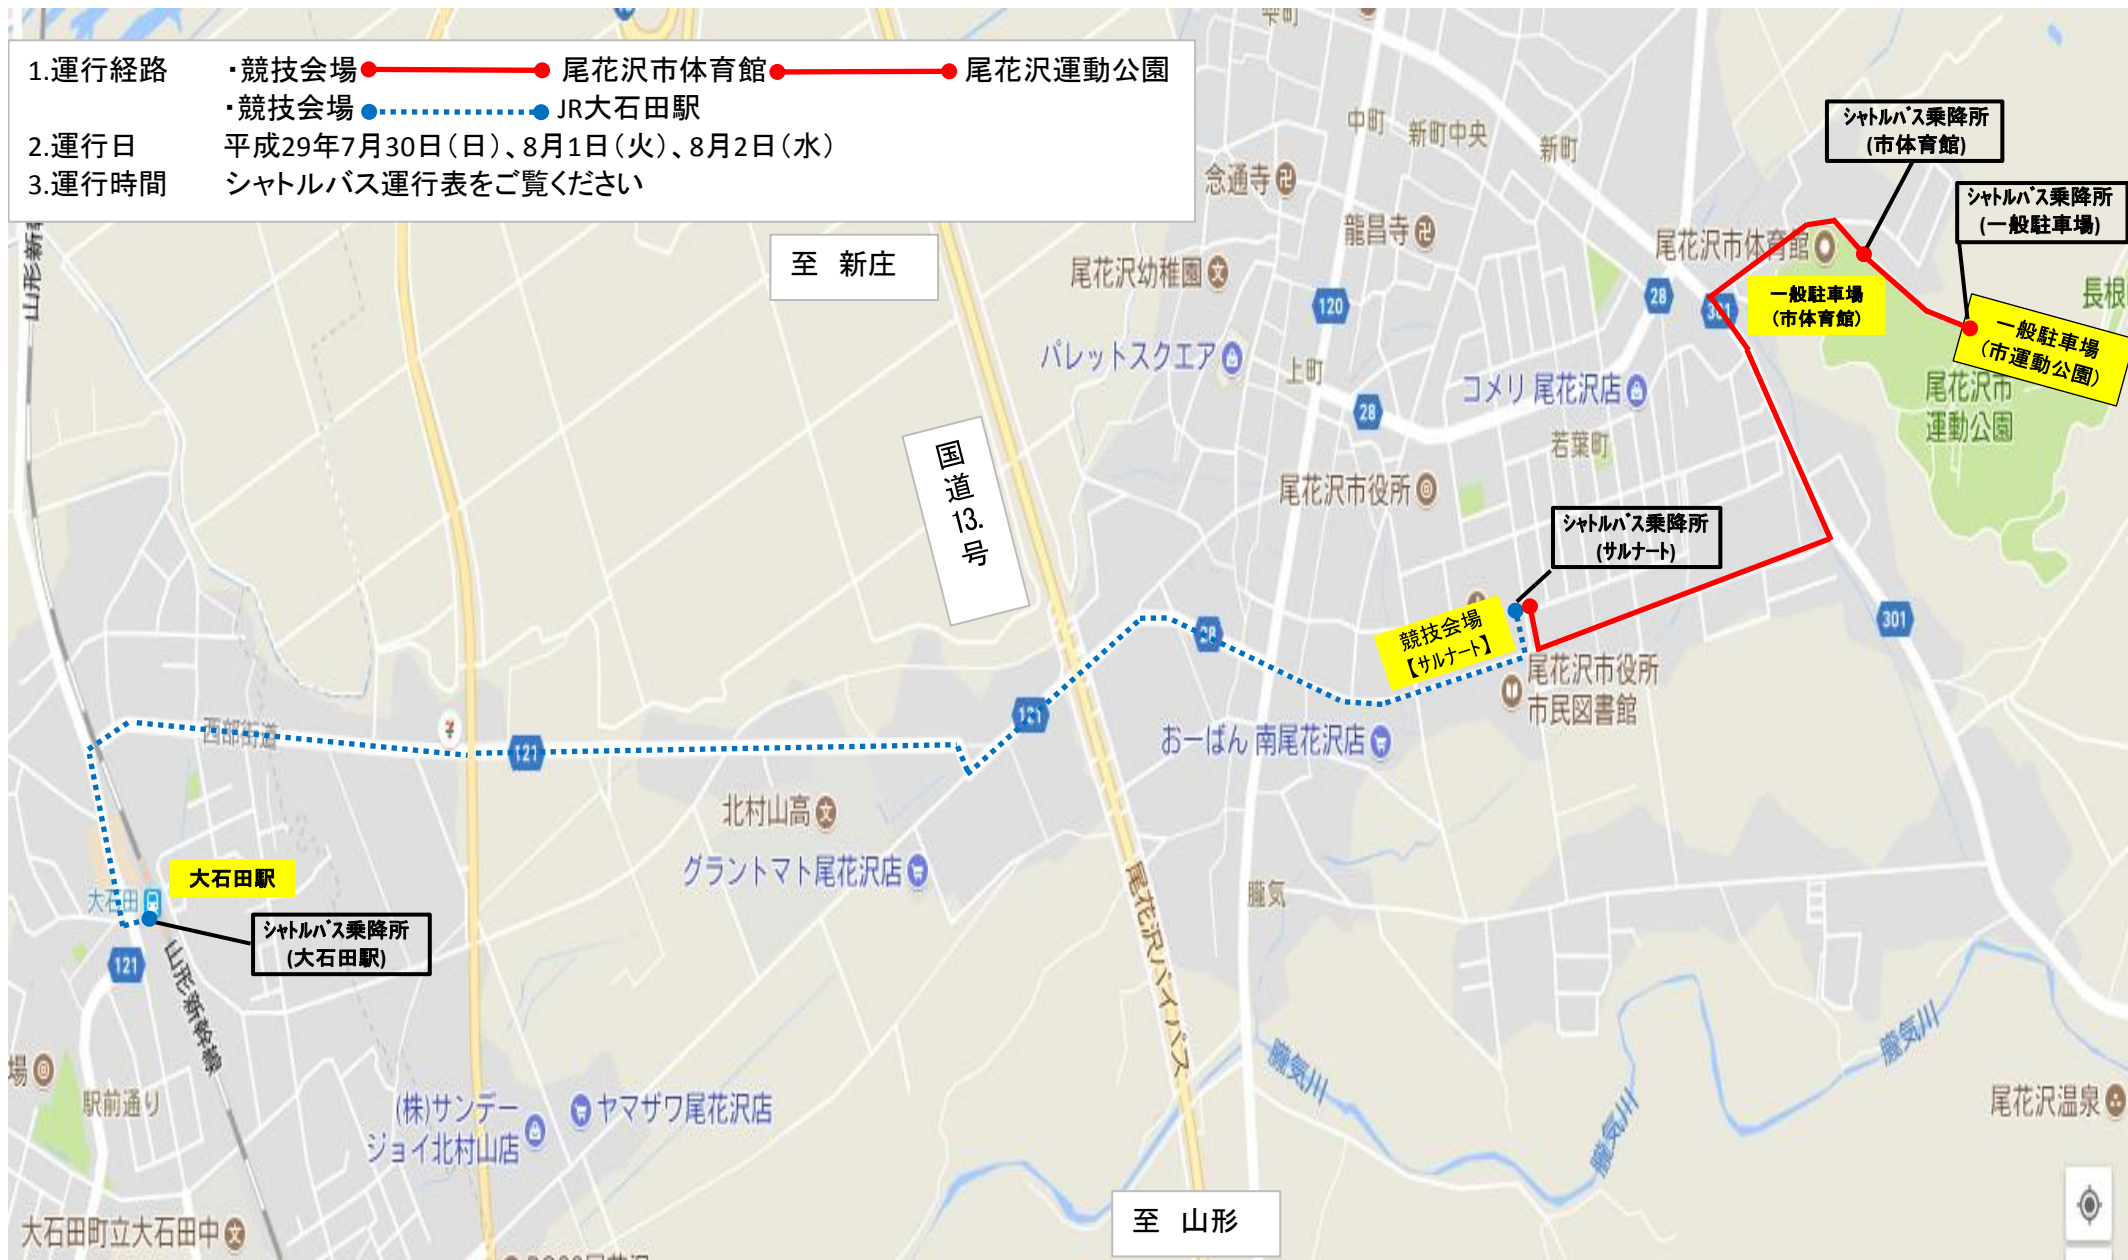 1.運行経路　・競技会場　尾花沢市体育館　尾花沢運動公園
・競技会場　JR大石田駅
2.運行日　平成29年7月30日（日）、8月1日（火）、8月2日（水）
3.運行時間　シャトルバス運行表をご覧ください
中町
新町中央
新町
念通寺
龍昌寺
シャトルバス乗降所
(市体育館)
シャトルバス乗降所
(一般駐車場)
山形新
至　新庄
尾花沢幼稚園
尾花沢市体育館
長根
120
28
301
一般駐車場
(市体育館)
一般駐車場
(市運動公園)
パレットスクエア
上町
コメリ 尾花沢店
28
尾花沢市
運動公園
若葉町
国道13.号
尾花沢市役所
シャトルバス乗降所
(サルナート)
競技会場
【サルナート】
28
301
尾花沢市役所
市民図書館
西部街道
121
121
おーばん 南尾花沢店
北村山高
グラントマト尾花沢店
大石田駅
大石田
シャトルバス乗降所
(大石田駅)
121
山形新幹線
尾花沢バイパス
朧気
朧気川
朧気川
朧気川
場
駅前通り
(株)サンデー
ジョイ北村山店
ヤマザワ尾花沢店
尾花沢温泉
大石田町立大石田中
至　山形